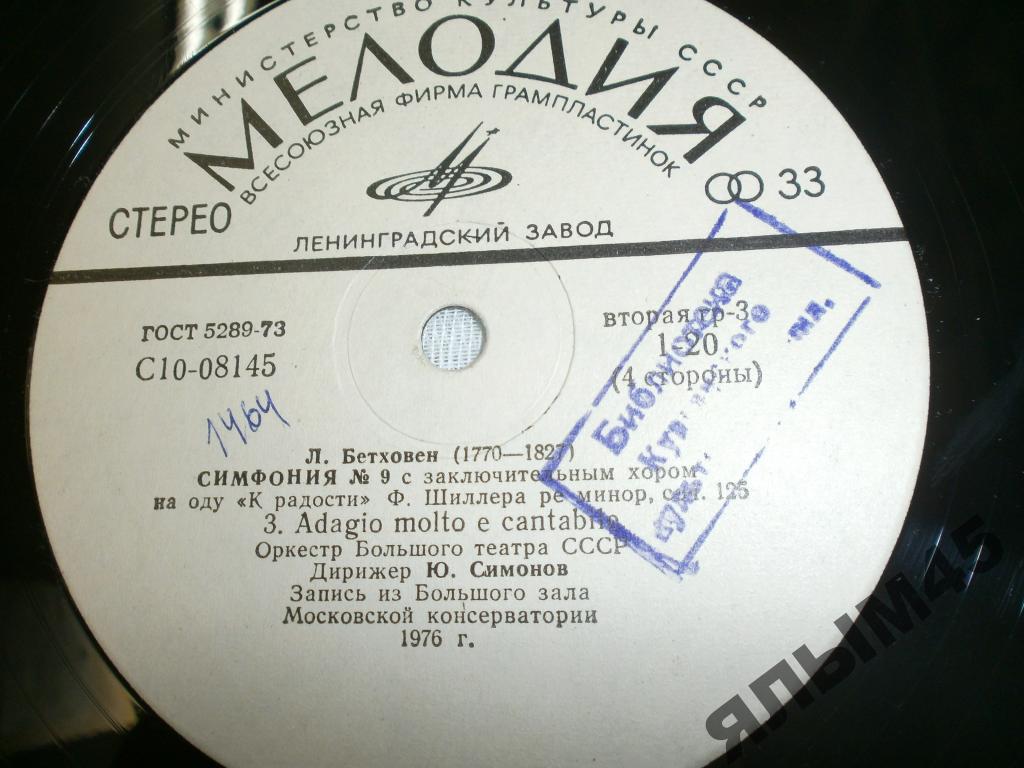 МИНИСТЕРСТВО КУЛЬТУРЫ СССР
МЕЛОДИЯ
ВСЕСОЮЗНАЯ ФИРМА ГРАМПЛАСТИНОК
33
СТЕРЕО
ЛЕНИНГРАДСКИЙ ЗАВОД
ГОСТ 5289-73
С10-08145
вторая гр-3
1-20
(4 стороны)
1464
Библиотека
Л. Бетховен (1770—1827)
СИМФОНИЯ № 9 с заключительным хором
на оду «К радости» Ф. Шиллера ре минор, соч. 125
3. Adagio molto e cantabile
Оркестр Большого театра СССР
Дирижер Ю. Симонов
Запись из Большого зала
Московской консерватории
1976 г.
ЯЛЫМ45